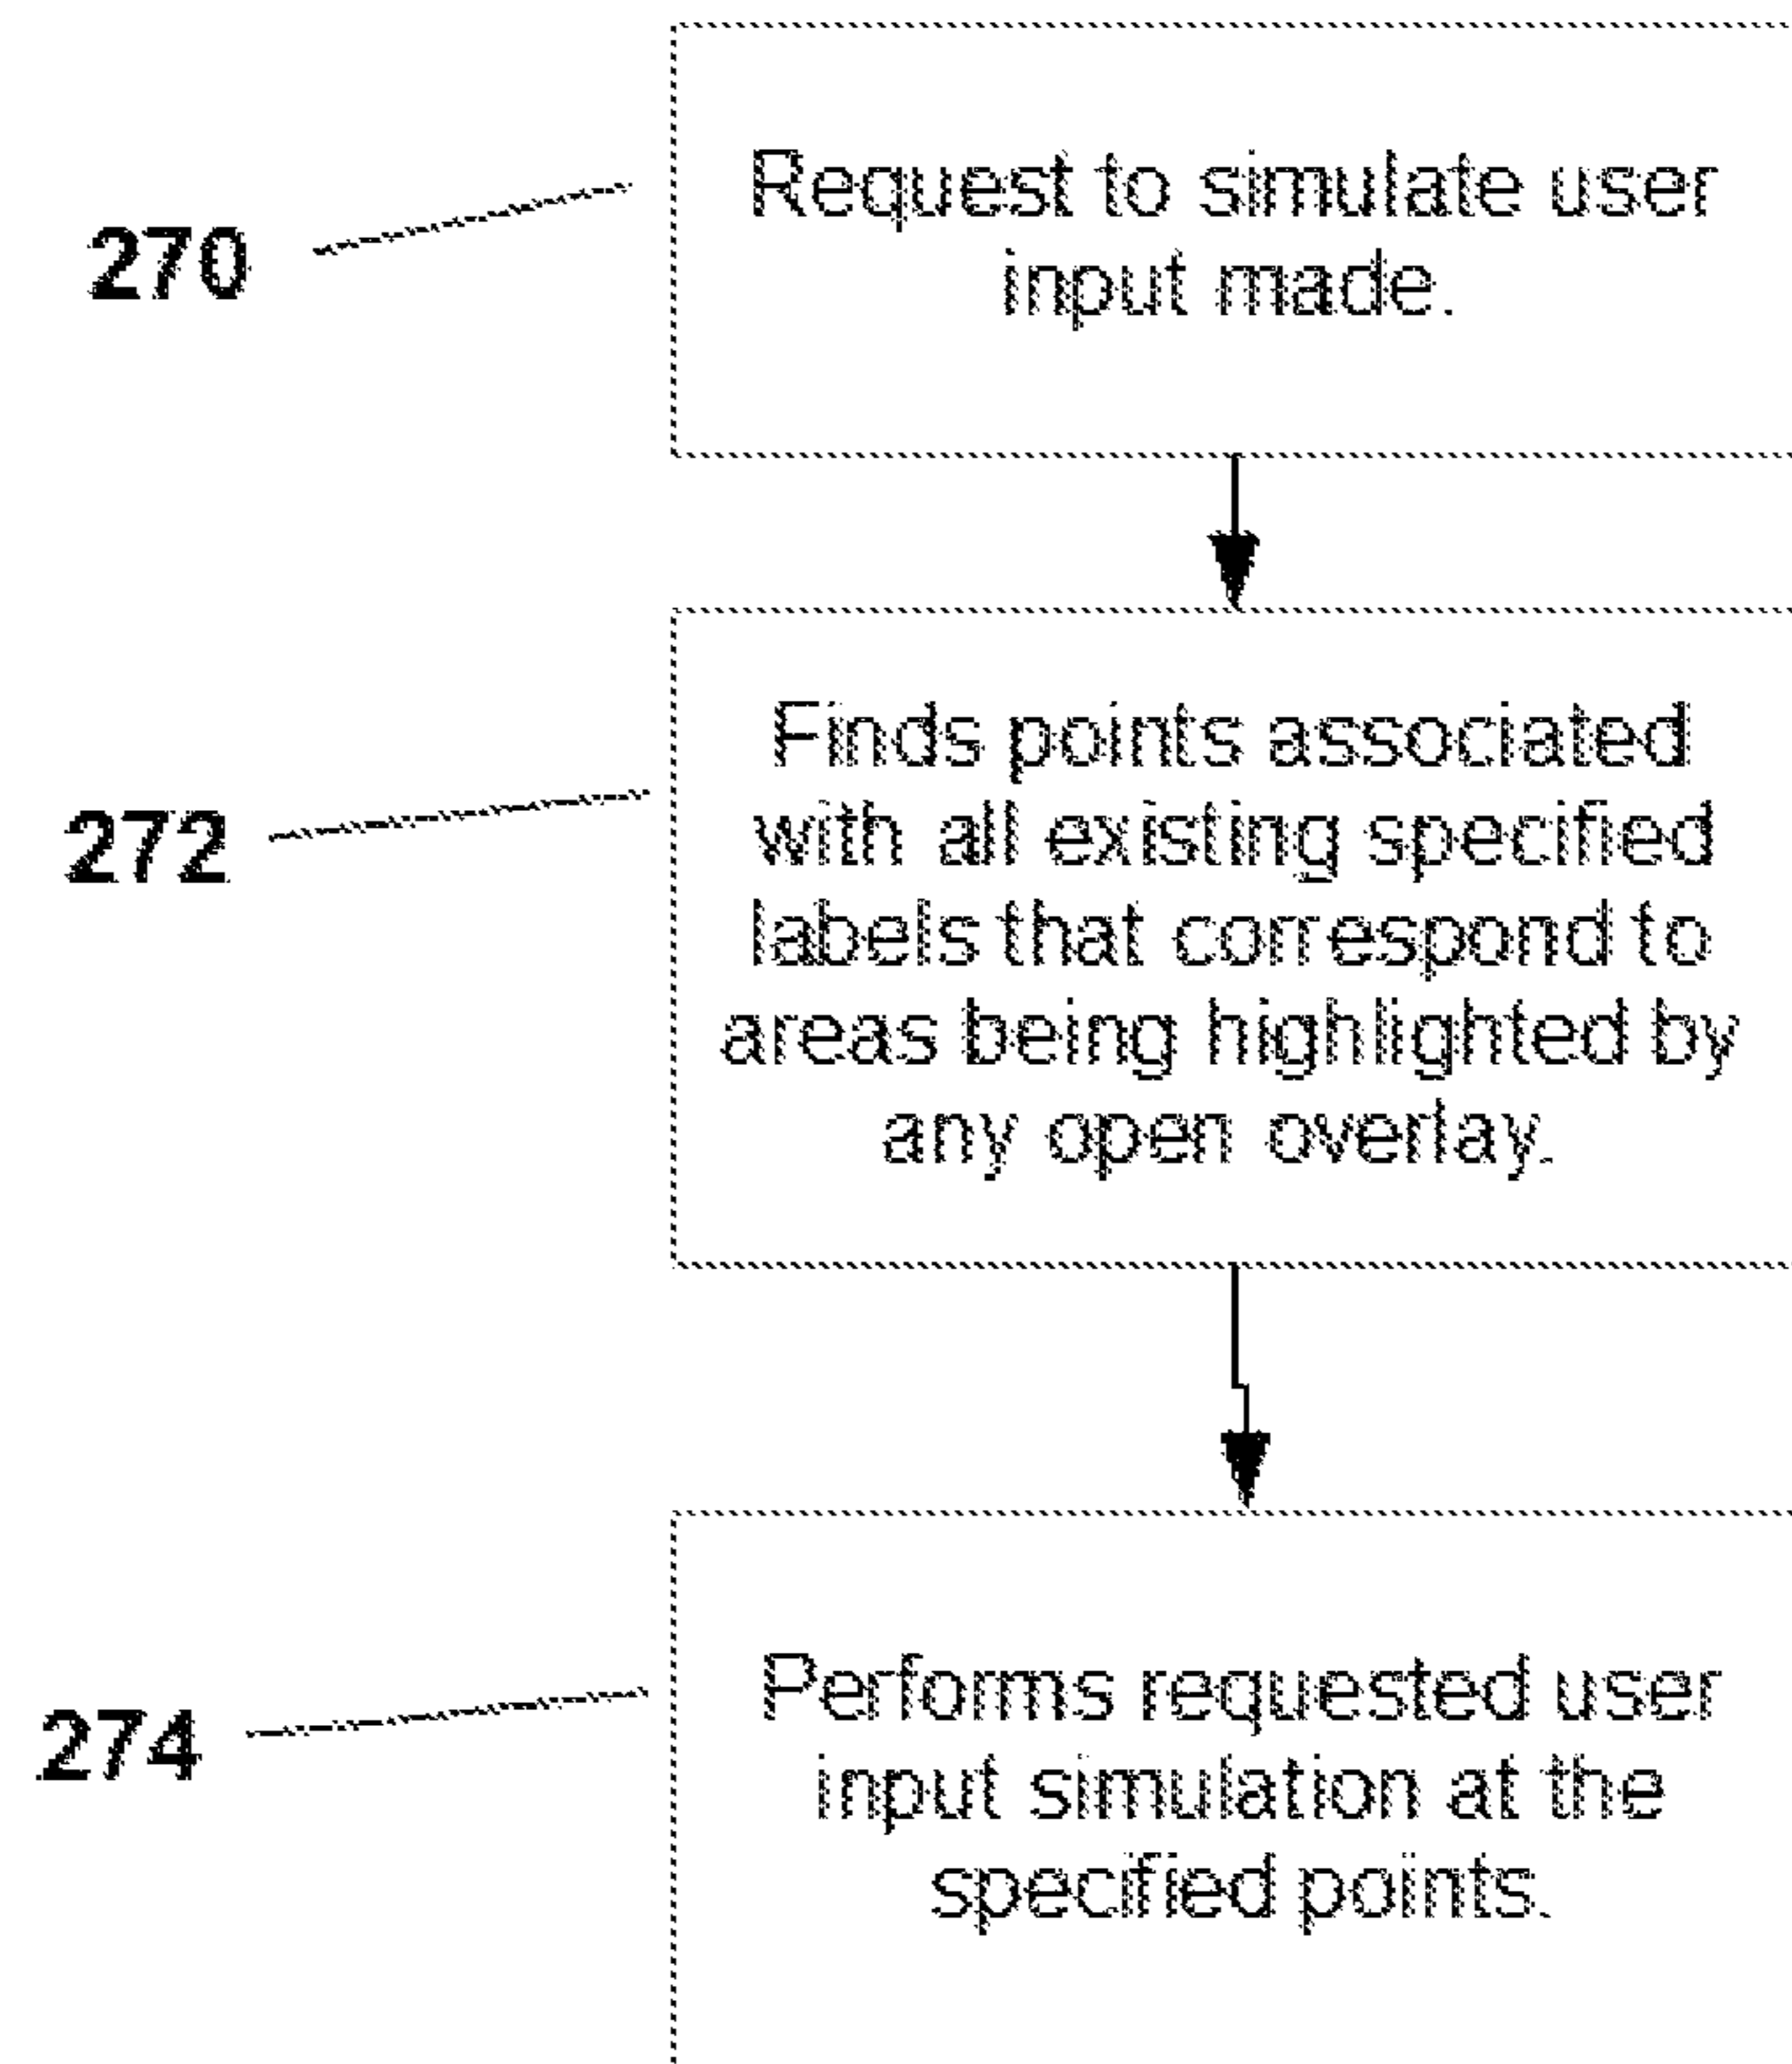 270
Request to simulate user
input made.
272
Finds points associated
with all existing specified
labels that correspond to
areas being highlighted by
any open overlay.
274
Performs requested user
input simulation at the
specified points.